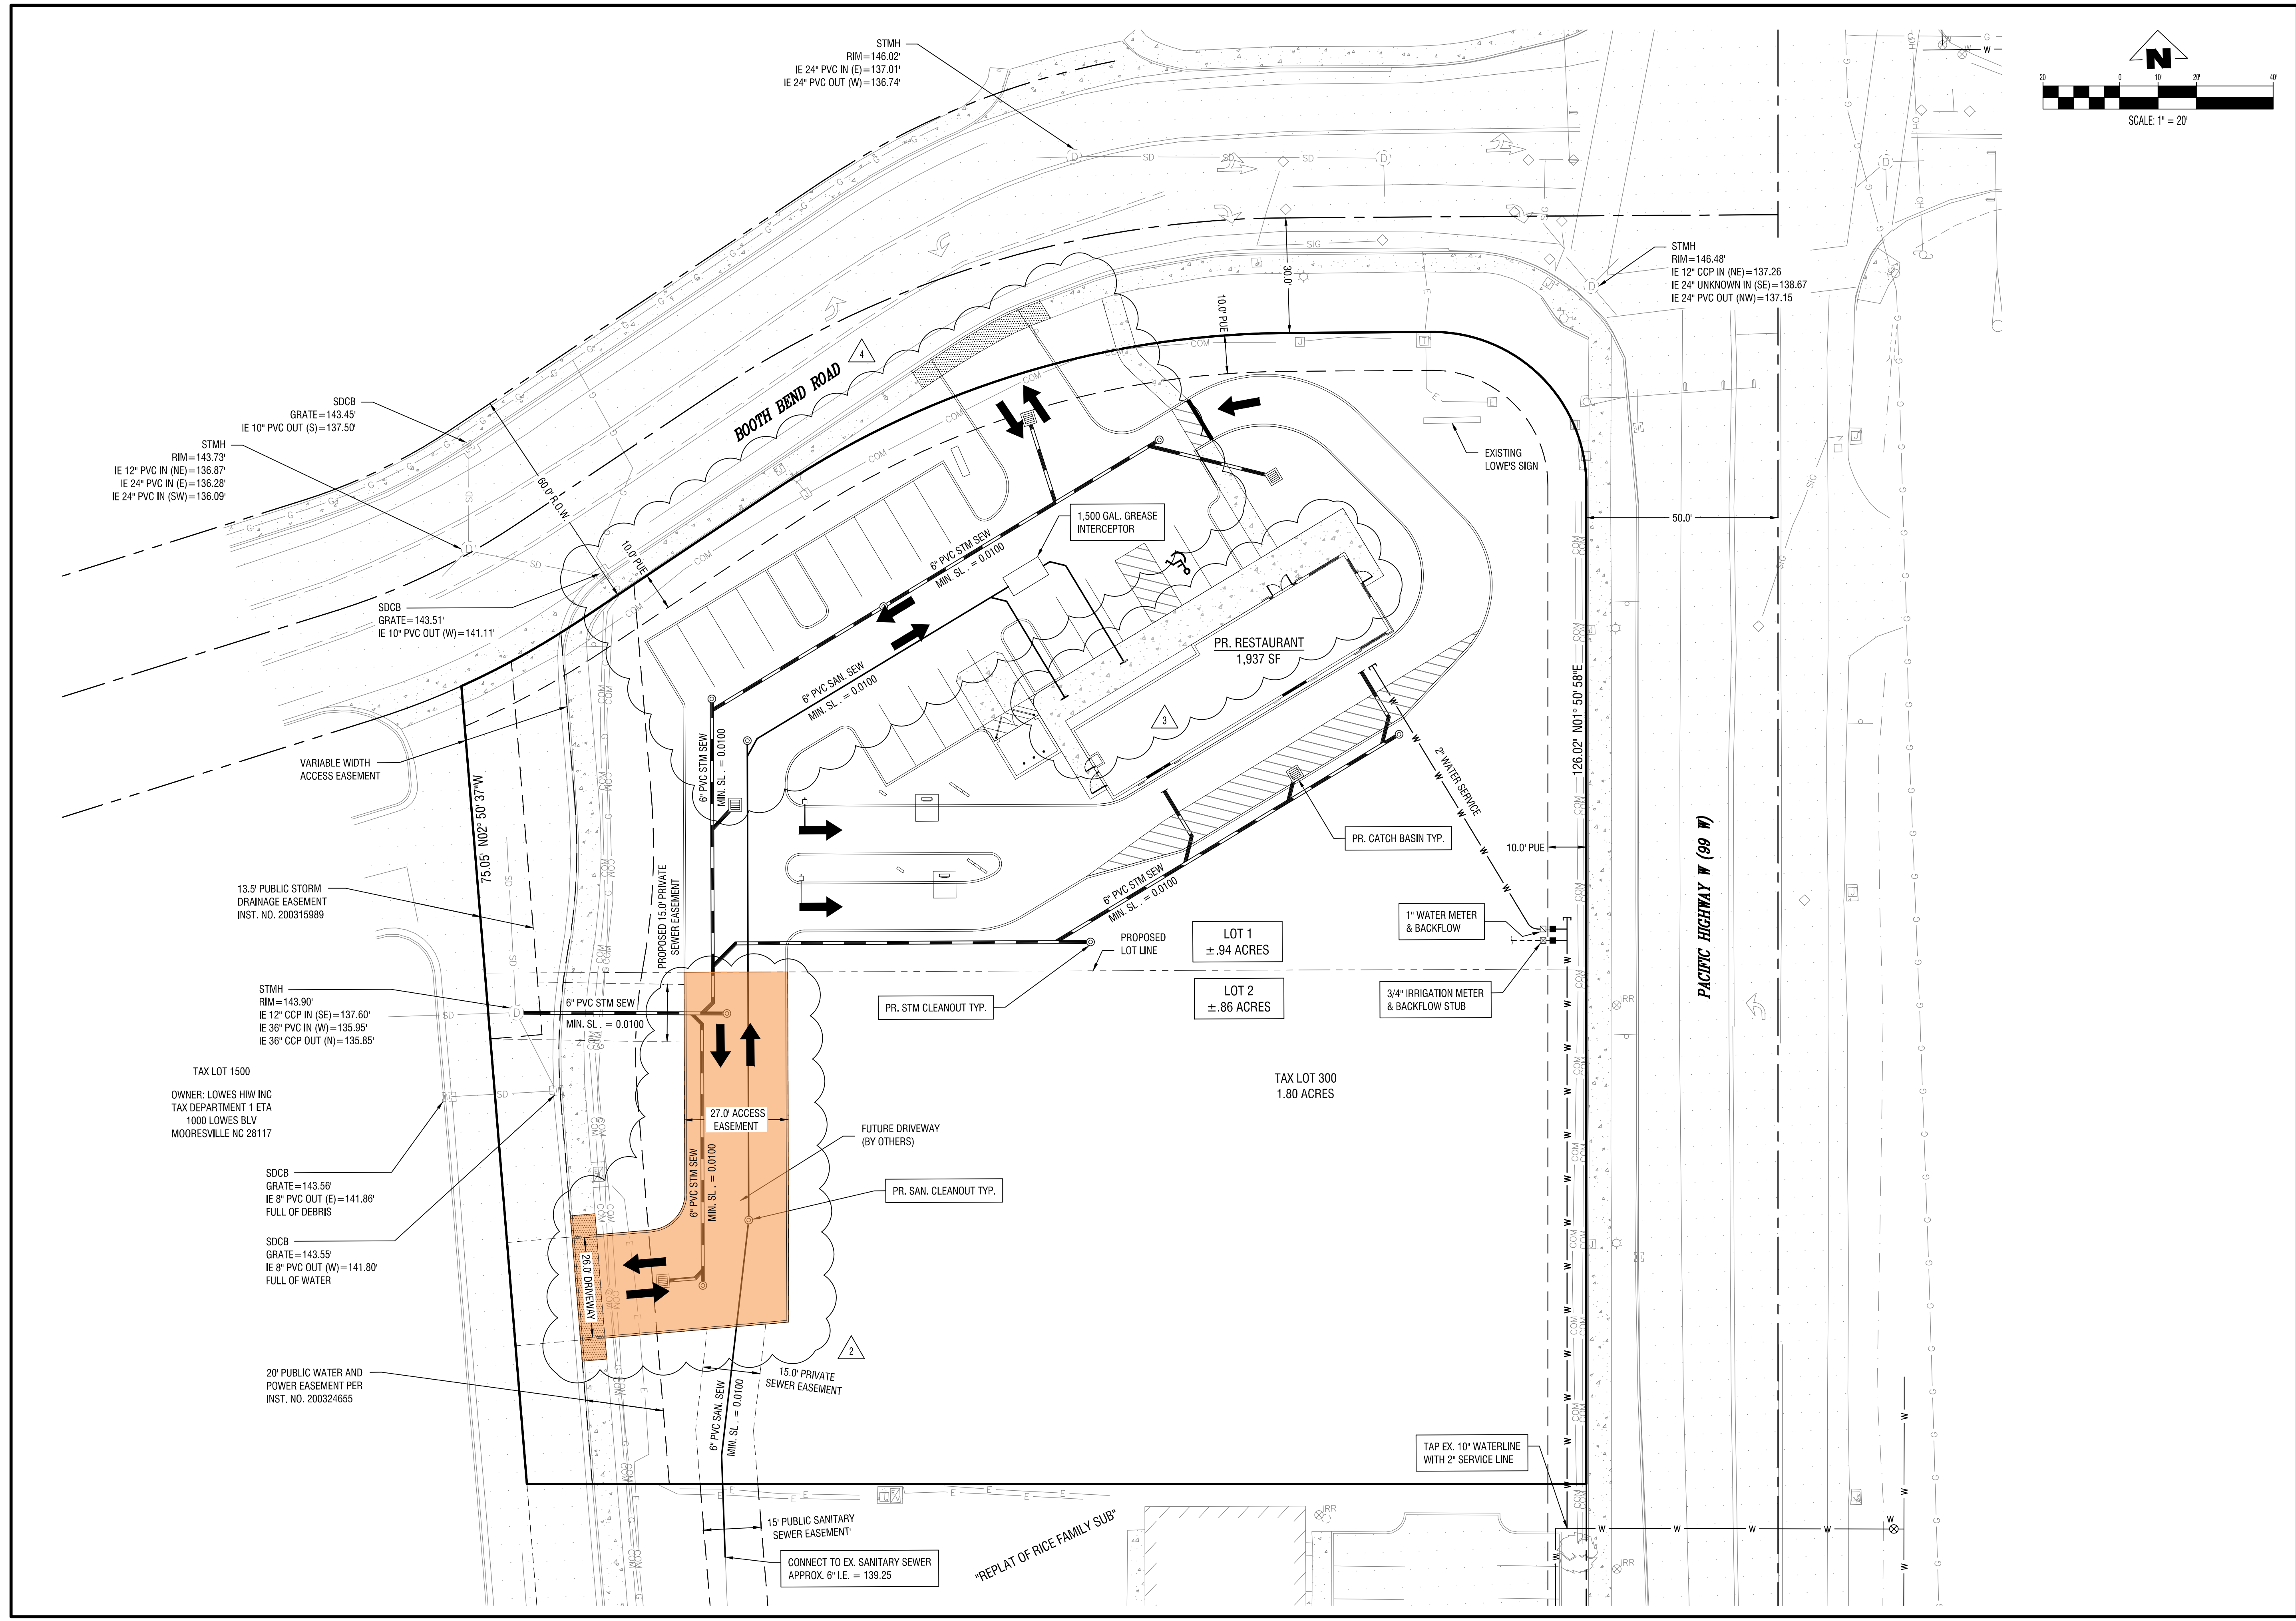 STMH
RIM=146.02'
IE 24" PVC IN (E)=137.01'
IE 24" PVC OUT (W)=136.74'
N
20' 0 10' 20' 40'
SCALE: 1" = 20'
STMH
RIM=146.48'
IE 12" CCP IN (NE)=137.26
IE 24" UNKNOWN IN (SE)=138.67
IE 24" PVC OUT (NW)=137.15
30.0'
10.0' PUE
4
BOOTH BEND ROAD
SDCB
GRATE=143.45'
IE 10" PVC OUT (S)=137.50'
STMH
RIM=143.73'
IE 12" PVC IN (NE)=136.87'
IE 24" PVC IN (E)=136.28'
IE 24" PVC IN (SW)=136.09'
60.0' R.O.W.
10.0' PUE
EXISTING
LOWE'S SIGN
50.0'
1,500 GAL. GREASE
INTERCEPTOR
6" PVC STM SEW
MIN. SL . = 0.0100
SDCB
GRATE=143.51'
IE 10" PVC OUT (W)=141.11'
PR. RESTAURANT
1,937 SF
6" PVC SAN. SEW
MIN. SL . = 0.0100
3
VARIABLE WIDTH
ACCESS EASEMENT
6" PVC STM SEW
MIN. SL . = 0.0100
2" WATER SERVICE
126.02' N01° 50' 58"E
75.05' N02° 50' 37"W
PACIFIC HIGHWAY W (99 W)
PR. CATCH BASIN TYP.
10.0' PUE
13.5' PUBLIC STORM
DRAINAGE EASEMENT
INST. NO. 200315989
PROPOSED 15.0' PRIVATE
SEWER EASEMENT
6" PVC STM SEW
MIN. SL . = 0.0100
1" WATER METER
& BACKFLOW
PROPOSED
LOT LINE
LOT 1
±.94 ACRES
LOT 2
±.86 ACRES
3/4" IRRIGATION METER
& BACKFLOW STUB
PR. STM CLEANOUT TYP.
STMH
RIM=143.90'
IE 12" CCP IN (SE)=137.60'
IE 36" PVC IN (W)=135.95'
IE 36" CCP OUT (N)=135.85'
6" PVC STM SEW
MIN. SL . = 0.0100
TAX LOT 1500
OWNER: LOWES HIW INC
TAX DEPARTMENT 1 ETA
1000 LOWES BLV
MOORESVILLE NC 28117
TAX LOT 300
1.80 ACRES
27.0' ACCESS
EASEMENT
FUTURE DRIVEWAY
(BY OTHERS)
6" PVC STM SEW
MIN. SL . = 0.0100
PR. SAN. CLEANOUT TYP.
SDCB
GRATE=143.56'
IE 8" PVC OUT (E)=141.86'
FULL OF DEBRIS
SDCB
GRATE=143.55'
IE 8" PVC OUT (W)=141.80'
FULL OF WATER
26.0' DRIVEWAY
2
20' PUBLIC WATER AND
POWER EASEMENT PER
INST. NO. 200324655
15.0' PRIVATE
SEWER EASEMENT
6" PVC SAN. SEW
MIN. SL . = 0.0100
TAP EX. 10" WATERLINE
WITH 2" SERVICE LINE
15' PUBLIC SANITARY
SEWER EASEMENT'
CONNECT TO EX. SANITARY SEWER
APPROX. 6" I.E. = 139.25
"REPLAT OF RICE FAMILY SUB"
IRR
IRR
IRR